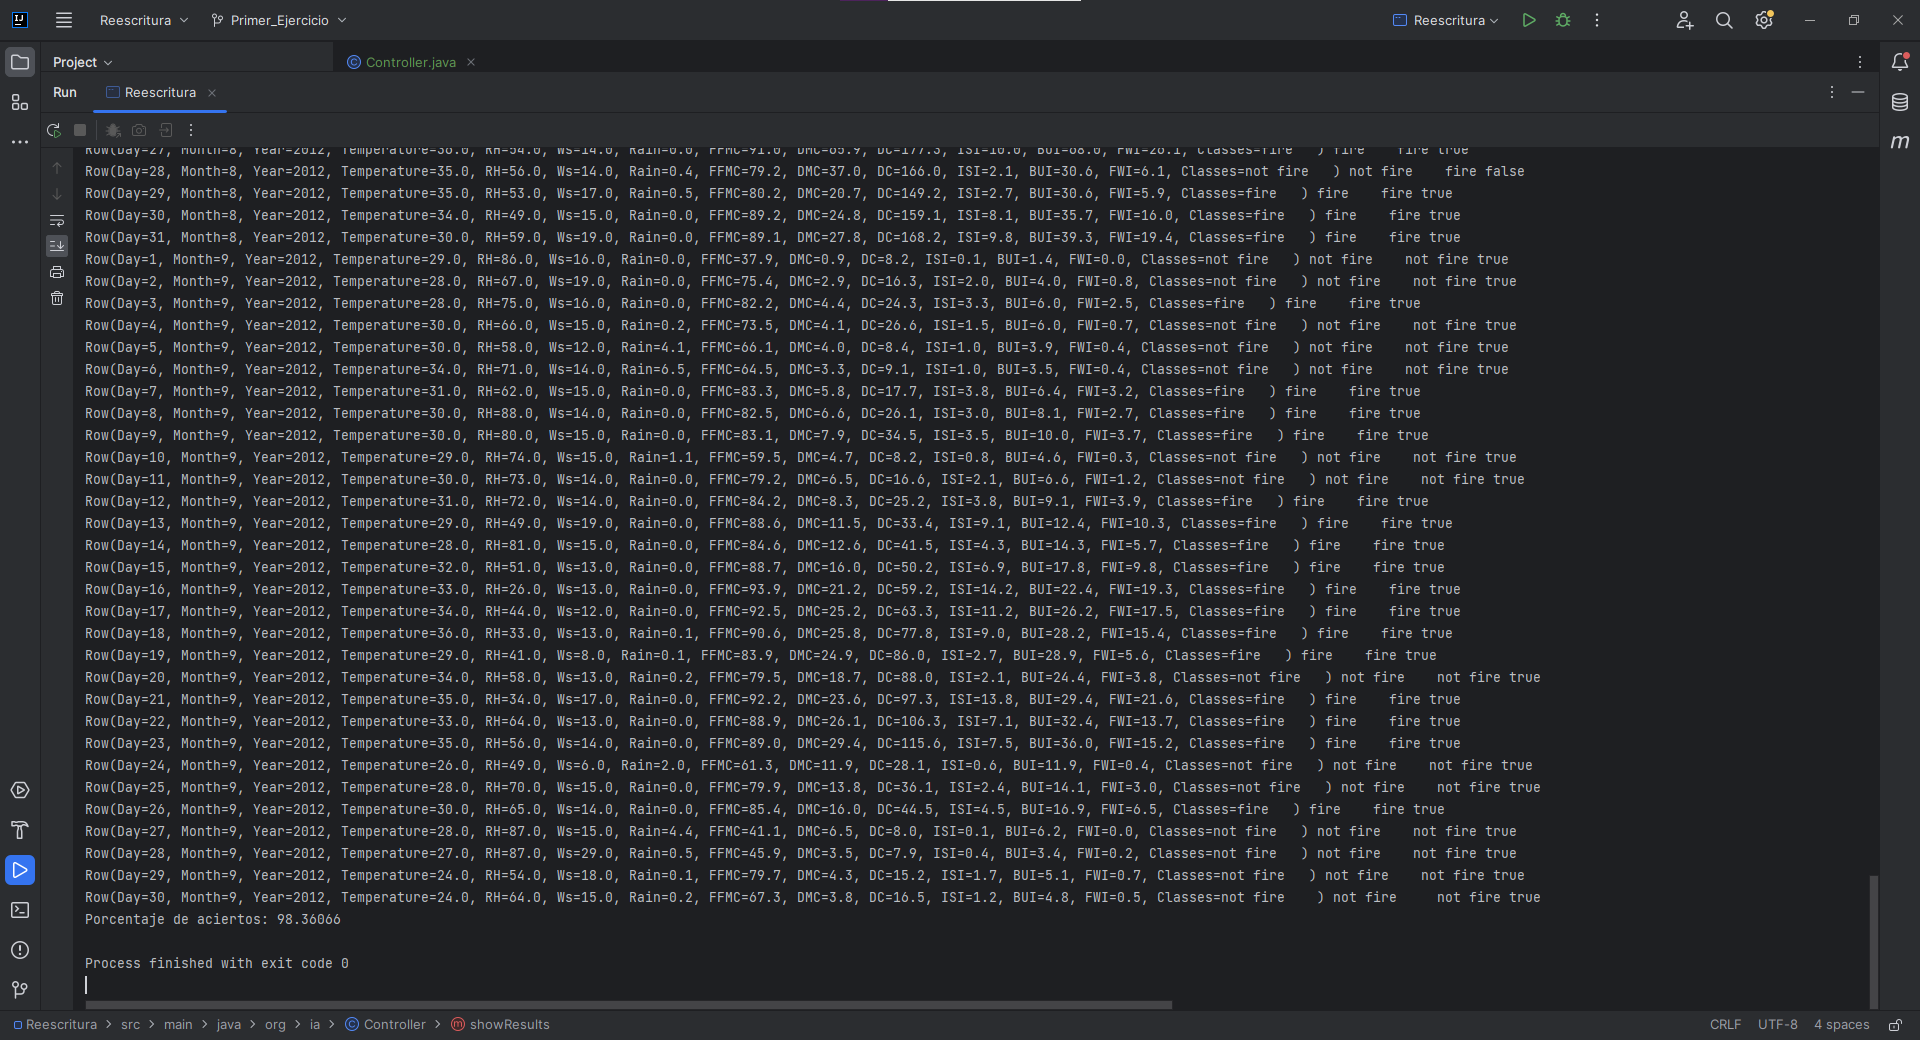 Reescritura
Primer_Ejercicio
Reescritura
Project
Controller.java
Run
Reescritura
Row(Day=27, Month=8, Year=2012, Temperature=36.0, RH=54.0, Ws=14.0, Rain=0.0, FFMC=91.0, DMC=65.9, DC=177.3, ISI=10.0, BUI=68.0, FWI=26.1, Classes=fire   ) fire    fire true
Row(Day=28, Month=8, Year=2012, Temperature=35.0, RH=56.0, Ws=14.0, Rain=0.4, FFMC=79.2, DMC=37.0, DC=166.0, ISI=2.1, BUI=30.6, FWI=6.1, Classes=not fire   ) not fire    fire false
Row(Day=29, Month=8, Year=2012, Temperature=35.0, RH=53.0, Ws=17.0, Rain=0.5, FFMC=80.2, DMC=20.7, DC=149.2, ISI=2.7, BUI=30.6, FWI=5.9, Classes=fire   ) fire    fire true
Row(Day=30, Month=8, Year=2012, Temperature=34.0, RH=49.0, Ws=15.0, Rain=0.0, FFMC=89.2, DMC=24.8, DC=159.1, ISI=8.1, BUI=35.7, FWI=16.0, Classes=fire   ) fire    fire true
Row(Day=31, Month=8, Year=2012, Temperature=30.0, RH=59.0, Ws=19.0, Rain=0.0, FFMC=89.1, DMC=27.8, DC=168.2, ISI=9.8, BUI=39.3, FWI=19.4, Classes=fire   ) fire    fire true
Row(Day=1, Month=9, Year=2012, Temperature=29.0, RH=86.0, Ws=16.0, Rain=0.0, FFMC=37.9, DMC=0.9, DC=8.2, ISI=0.1, BUI=1.4, FWI=0.0, Classes=not fire   ) not fire    not fire true
Row(Day=2, Month=9, Year=2012, Temperature=28.0, RH=67.0, Ws=19.0, Rain=0.0, FFMC=75.4, DMC=2.9, DC=16.3, ISI=2.0, BUI=4.0, FWI=0.8, Classes=not fire   ) not fire    not fire true
Row(Day=3, Month=9, Year=2012, Temperature=28.0, RH=75.0, Ws=16.0, Rain=0.0, FFMC=82.2, DMC=4.4, DC=24.3, ISI=3.3, BUI=6.0, FWI=2.5, Classes=fire   ) fire    fire true
Row(Day=4, Month=9, Year=2012, Temperature=30.0, RH=66.0, Ws=15.0, Rain=0.2, FFMC=73.5, DMC=4.1, DC=26.6, ISI=1.5, BUI=6.0, FWI=0.7, Classes=not fire   ) not fire    not fire true
Row(Day=5, Month=9, Year=2012, Temperature=30.0, RH=58.0, Ws=12.0, Rain=4.1, FFMC=66.1, DMC=4.0, DC=8.4, ISI=1.0, BUI=3.9, FWI=0.4, Classes=not fire   ) not fire    not fire true
Row(Day=6, Month=9, Year=2012, Temperature=34.0, RH=71.0, Ws=14.0, Rain=6.5, FFMC=64.5, DMC=3.3, DC=9.1, ISI=1.0, BUI=3.5, FWI=0.4, Classes=not fire   ) not fire    not fire true
Row(Day=7, Month=9, Year=2012, Temperature=31.0, RH=62.0, Ws=15.0, Rain=0.0, FFMC=83.3, DMC=5.8, DC=17.7, ISI=3.8, BUI=6.4, FWI=3.2, Classes=fire   ) fire    fire true
Row(Day=8, Month=9, Year=2012, Temperature=30.0, RH=88.0, Ws=14.0, Rain=0.0, FFMC=82.5, DMC=6.6, DC=26.1, ISI=3.0, BUI=8.1, FWI=2.7, Classes=fire   ) fire    fire true
Row(Day=9, Month=9, Year=2012, Temperature=30.0, RH=80.0, Ws=15.0, Rain=0.0, FFMC=83.1, DMC=7.9, DC=34.5, ISI=3.5, BUI=10.0, FWI=3.7, Classes=fire   ) fire    fire true
Row(Day=10, Month=9, Year=2012, Temperature=29.0, RH=74.0, Ws=15.0, Rain=1.1, FFMC=59.5, DMC=4.7, DC=8.2, ISI=0.8, BUI=4.6, FWI=0.3, Classes=not fire   ) not fire    not fire true
Row(Day=11, Month=9, Year=2012, Temperature=30.0, RH=73.0, Ws=14.0, Rain=0.0, FFMC=79.2, DMC=6.5, DC=16.6, ISI=2.1, BUI=6.6, FWI=1.2, Classes=not fire   ) not fire    not fire true
Row(Day=12, Month=9, Year=2012, Temperature=31.0, RH=72.0, Ws=14.0, Rain=0.0, FFMC=84.2, DMC=8.3, DC=25.2, ISI=3.8, BUI=9.1, FWI=3.9, Classes=fire   ) fire    fire true
Row(Day=13, Month=9, Year=2012, Temperature=29.0, RH=49.0, Ws=19.0, Rain=0.0, FFMC=88.6, DMC=11.5, DC=33.4, ISI=9.1, BUI=12.4, FWI=10.3, Classes=fire   ) fire    fire true
Row(Day=14, Month=9, Year=2012, Temperature=28.0, RH=81.0, Ws=15.0, Rain=0.0, FFMC=84.6, DMC=12.6, DC=41.5, ISI=4.3, BUI=14.3, FWI=5.7, Classes=fire   ) fire    fire true
Row(Day=15, Month=9, Year=2012, Temperature=32.0, RH=51.0, Ws=13.0, Rain=0.0, FFMC=88.7, DMC=16.0, DC=50.2, ISI=6.9, BUI=17.8, FWI=9.8, Classes=fire   ) fire    fire true
Row(Day=16, Month=9, Year=2012, Temperature=33.0, RH=26.0, Ws=13.0, Rain=0.0, FFMC=93.9, DMC=21.2, DC=59.2, ISI=14.2, BUI=22.4, FWI=19.3, Classes=fire   ) fire    fire true
Row(Day=17, Month=9, Year=2012, Temperature=34.0, RH=44.0, Ws=12.0, Rain=0.0, FFMC=92.5, DMC=25.2, DC=63.3, ISI=11.2, BUI=26.2, FWI=17.5, Classes=fire   ) fire    fire true
Row(Day=18, Month=9, Year=2012, Temperature=36.0, RH=33.0, Ws=13.0, Rain=0.1, FFMC=90.6, DMC=25.8, DC=77.8, ISI=9.0, BUI=28.2, FWI=15.4, Classes=fire   ) fire    fire true
Row(Day=19, Month=9, Year=2012, Temperature=29.0, RH=41.0, Ws=8.0, Rain=0.1, FFMC=83.9, DMC=24.9, DC=86.0, ISI=2.7, BUI=28.9, FWI=5.6, Classes=fire   ) fire    fire true
Row(Day=20, Month=9, Year=2012, Temperature=34.0, RH=58.0, Ws=13.0, Rain=0.2, FFMC=79.5, DMC=18.7, DC=88.0, ISI=2.1, BUI=24.4, FWI=3.8, Classes=not fire   ) not fire    not fire true
Row(Day=21, Month=9, Year=2012, Temperature=35.0, RH=34.0, Ws=17.0, Rain=0.0, FFMC=92.2, DMC=23.6, DC=97.3, ISI=13.8, BUI=29.4, FWI=21.6, Classes=fire   ) fire    fire true
Row(Day=22, Month=9, Year=2012, Temperature=33.0, RH=64.0, Ws=13.0, Rain=0.0, FFMC=88.9, DMC=26.1, DC=106.3, ISI=7.1, BUI=32.4, FWI=13.7, Classes=fire   ) fire    fire true
Row(Day=23, Month=9, Year=2012, Temperature=35.0, RH=56.0, Ws=14.0, Rain=0.0, FFMC=89.0, DMC=29.4, DC=115.6, ISI=7.5, BUI=36.0, FWI=15.2, Classes=fire   ) fire    fire true
Row(Day=24, Month=9, Year=2012, Temperature=26.0, RH=49.0, Ws=6.0, Rain=2.0, FFMC=61.3, DMC=11.9, DC=28.1, ISI=0.6, BUI=11.9, FWI=0.4, Classes=not fire   ) not fire    not fire true
Row(Day=25, Month=9, Year=2012, Temperature=28.0, RH=70.0, Ws=15.0, Rain=0.0, FFMC=79.9, DMC=13.8, DC=36.1, ISI=2.4, BUI=14.1, FWI=3.0, Classes=not fire   ) not fire    not fire true
Row(Day=26, Month=9, Year=2012, Temperature=30.0, RH=65.0, Ws=14.0, Rain=0.0, FFMC=85.4, DMC=16.0, DC=44.5, ISI=4.5, BUI=16.9, FWI=6.5, Classes=fire   ) fire    fire true
Row(Day=27, Month=9, Year=2012, Temperature=28.0, RH=87.0, Ws=15.0, Rain=4.4, FFMC=41.1, DMC=6.5, DC=8.0, ISI=0.1, BUI=6.2, FWI=0.0, Classes=not fire   ) not fire    not fire true
Row(Day=28, Month=9, Year=2012, Temperature=27.0, RH=87.0, Ws=29.0, Rain=0.5, FFMC=45.9, DMC=3.5, DC=7.9, ISI=0.4, BUI=3.4, FWI=0.2, Classes=not fire   ) not fire    not fire true
Row(Day=29, Month=9, Year=2012, Temperature=24.0, RH=54.0, Ws=18.0, Rain=0.1, FFMC=79.7, DMC=4.3, DC=15.2, ISI=1.7, BUI=5.1, FWI=0.7, Classes=not fire   ) not fire    not fire true
Row(Day=30, Month=9, Year=2012, Temperature=24.0, RH=64.0, Ws=15.0, Rain=0.2, FFMC=67.3, DMC=3.8, DC=16.5, ISI=1.2, BUI=4.8, FWI=0.5, Classes=not fire    ) not fire     not fire true
Porcentaje de aciertos: 98.36066
Process finished with exit code 0
Reescritura > src > main > java > org > ia > Controller > showResults
CRLF UTF-8 4 spaces